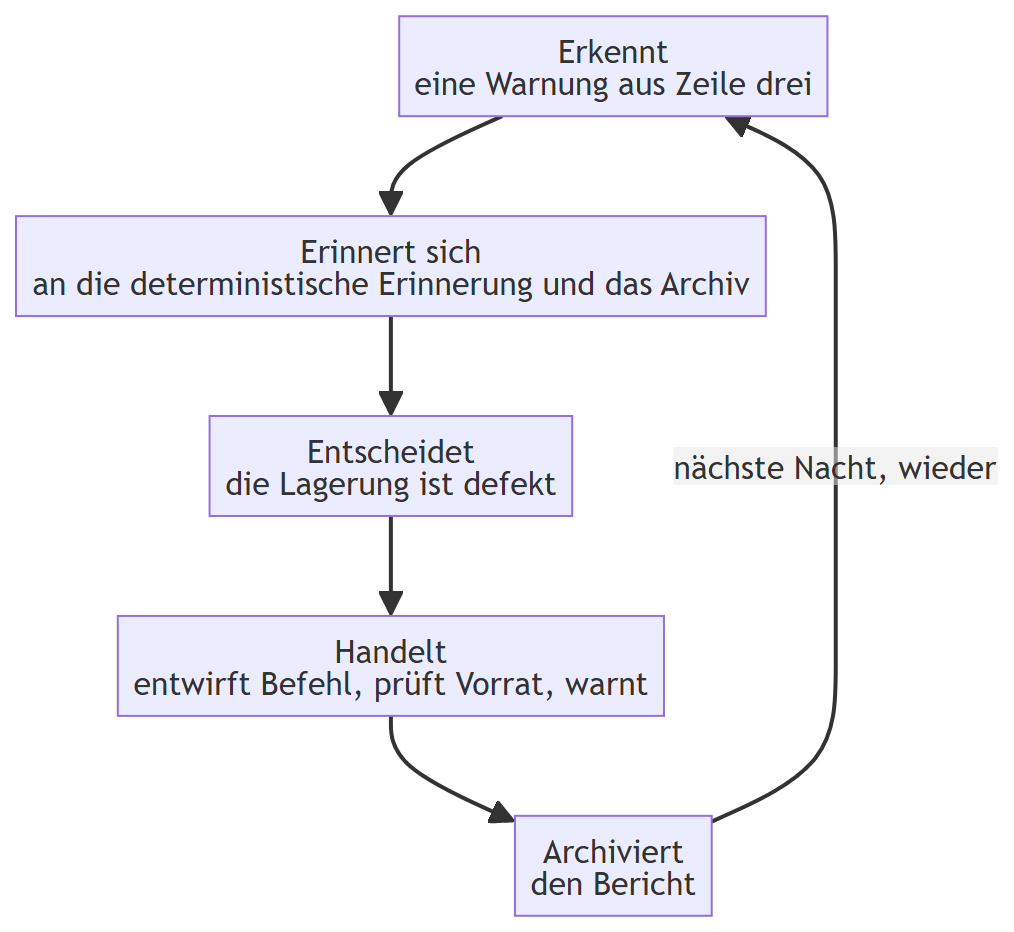 Erkennt
eine Warnung aus Zeile drei
Erinnert sich
an die deterministische Erinnerung und das Archiv
Entscheidet
die Lagerung ist defekt
nächste Nacht, wieder
Handelt
entwirft Befehl, prüft Vorrat, warnt
Archiviert
den Bericht